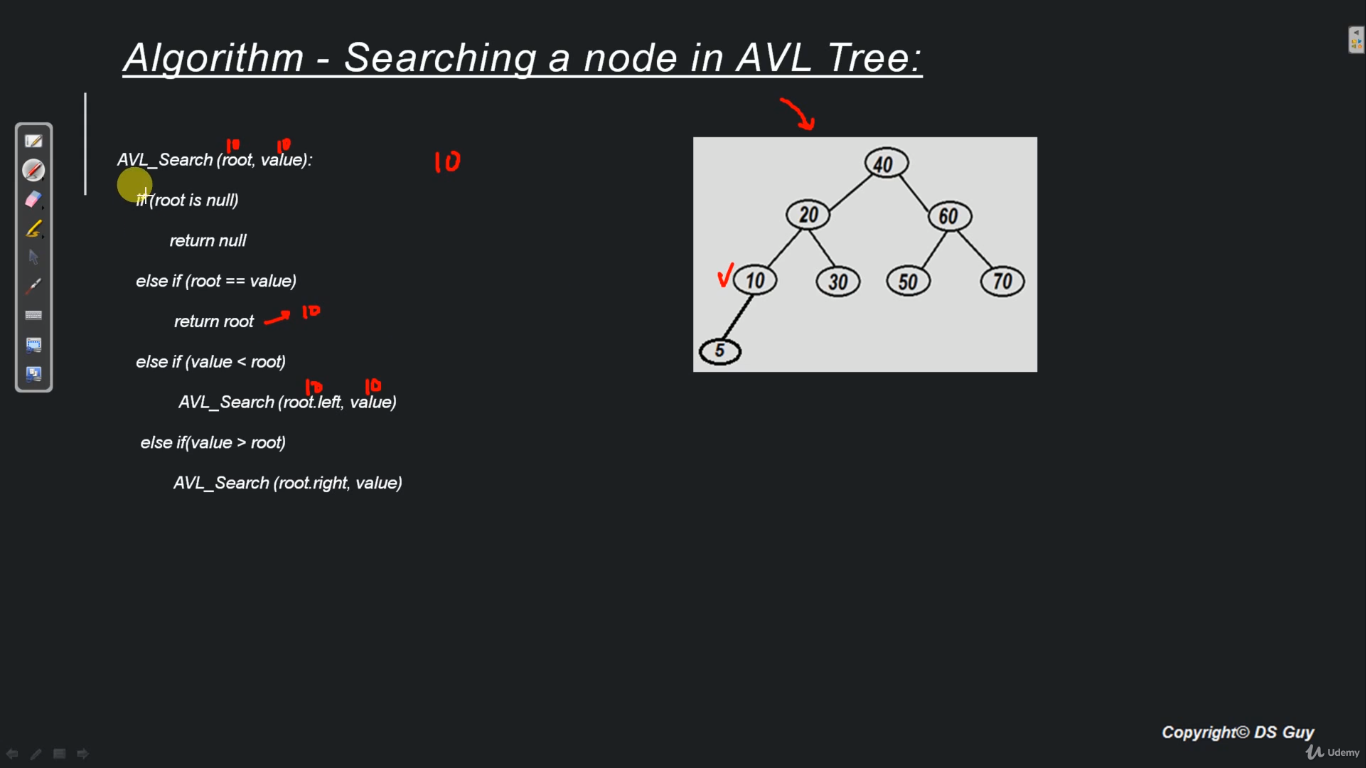 Algorithm - Searching a node in AVL Tree:
10 10
AVL_Search (root, value):
10
if (root is null)
return null
else if (root == value)
return root
10
else if (value < root)
10 10
AVL_Search (root.left, value)
else if(value > root)
AVL_Search (root.right, value)
40
20 60
10 30 50 70
5
Copyright© DS Guy
Udemy